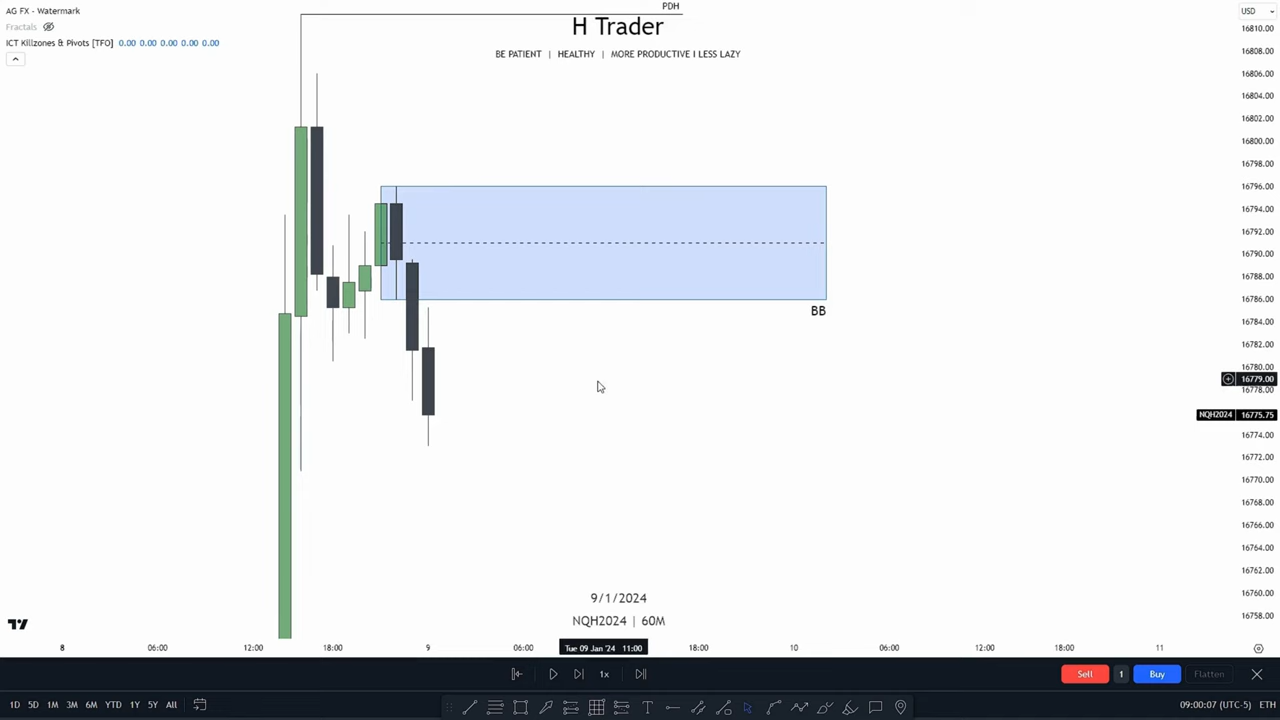 AG FX - Watermark
Fractals
ICT Killzones & Pivots [TFO] 0.00 0.00 0.00 0.00 0.00
PDH
H Trader
BE PATIENT | HEALTHY | MORE PRODUCTIVE I LESS LAZY
USD
16810.00
16808.00
16806.00
16804.00
16802.00
16800.00
16798.00
16796.00
16794.00
16792.00
16790.00
16788.00
16786.00
16784.00
16782.00
16780.00
16779.00
16778.00
NQH2024 16775.75
16774.00
16772.00
16770.00
16768.00
16766.00
16764.00
16762.00
16760.00
16758.00
BB
9/1/2024
NQH2024 | 60M
8 06:00 12:00 18:00 9 06:00 Tue 09 Jan '24 11:00 18:00 10 06:00 12:00 18:00 11
1x
Sell 1 Buy Flatten
1D 5D 1M 3M 6M YTD 1Y 5Y All
09:00:07 (UTC-5) ETH